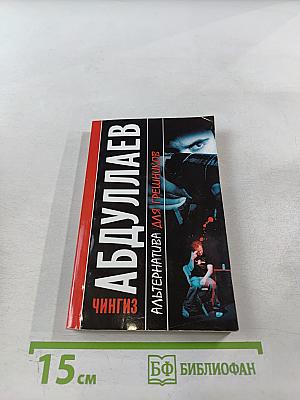 ЧИНГИЗ
АБДУЛЛАЕВ
АЛЬТЕРНАТИВА ДЛЯ ГРЕШНИКОВ
15 см
БФ БИБЛИОФАН